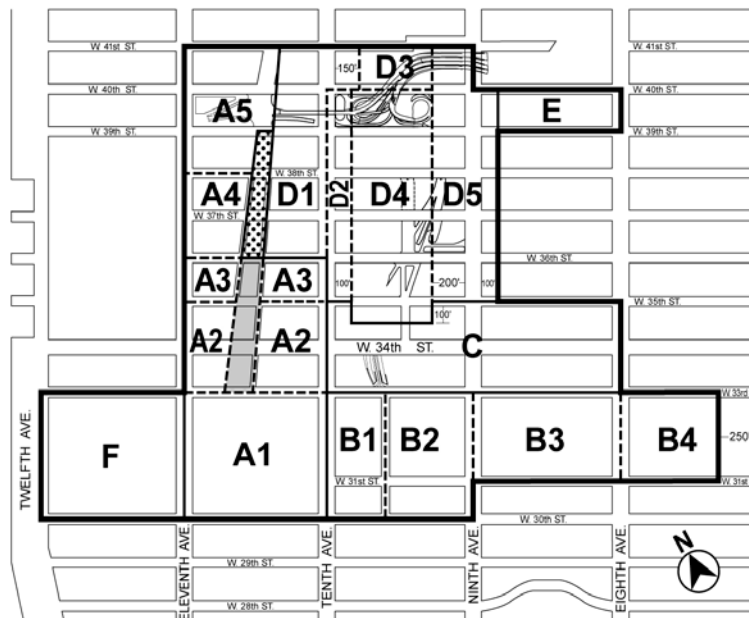 W. 41st ST.
W. 41st ST.
150'
D3
W. 40th ST.
W. 40th ST.
A5
E
W. 39th ST.
W. 39th ST.
W. 38th ST.
A4
D1
D2
D4
D5
W. 37th ST.
W. 36th ST.
A3
A3
100'
200'
100'
W. 35th ST.
100'
A2
A2
W. 34th ST.
C
W. 33rd
TWELFTH AVE.
F
A1
B1
B2
B3
B4
250'
W. 31st ST.
W. 31st
W. 30th ST.
ELEVENTH AVE.
TENTH AVE.
NINTH AVE.
EIGHTH AVE.
N
W. 29th ST.
W. 28th ST.